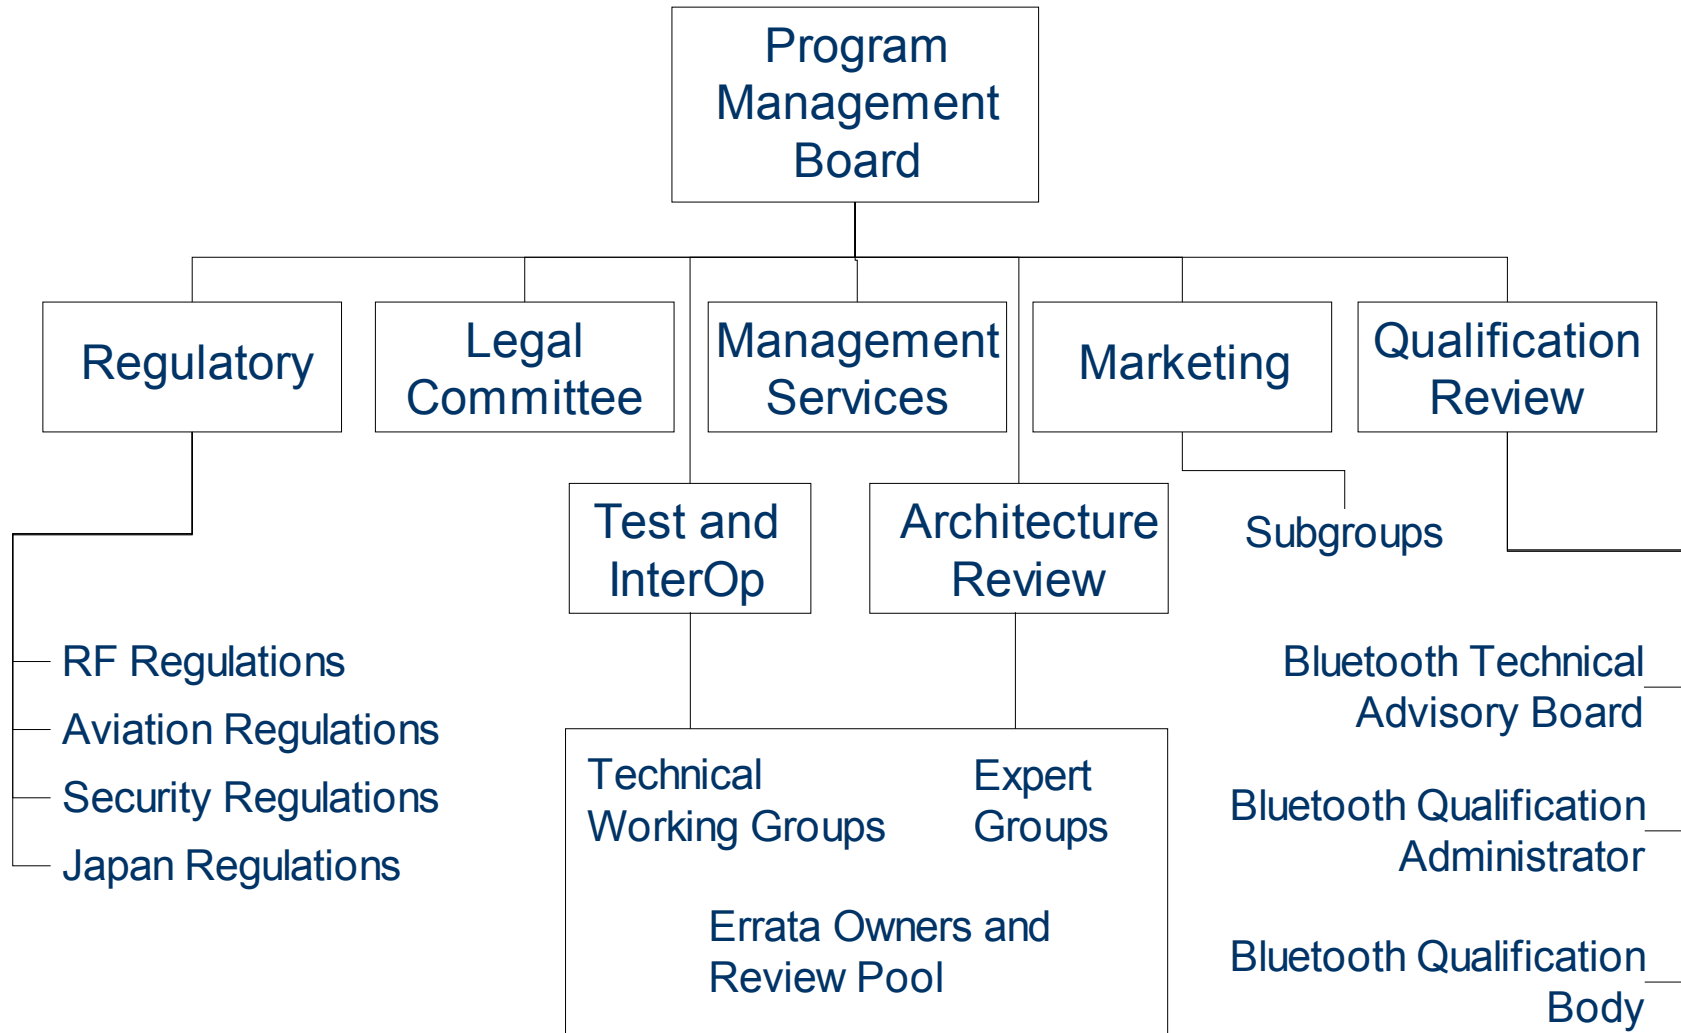 Program
Management
Board
Regulatory
Legal
Committee
Management
Services
Marketing
Qualification
Review
Test and
InterOp
Architecture
Review
Subgroups
RF Regulations
Aviation Regulations
Security Regulations
Japan Regulations
Technical
Working Groups
Expert
Groups
Errata Owners and
Review Pool
Bluetooth Technical
Advisory Board
Bluetooth Qualification
Administrator
Bluetooth Qualification
Body